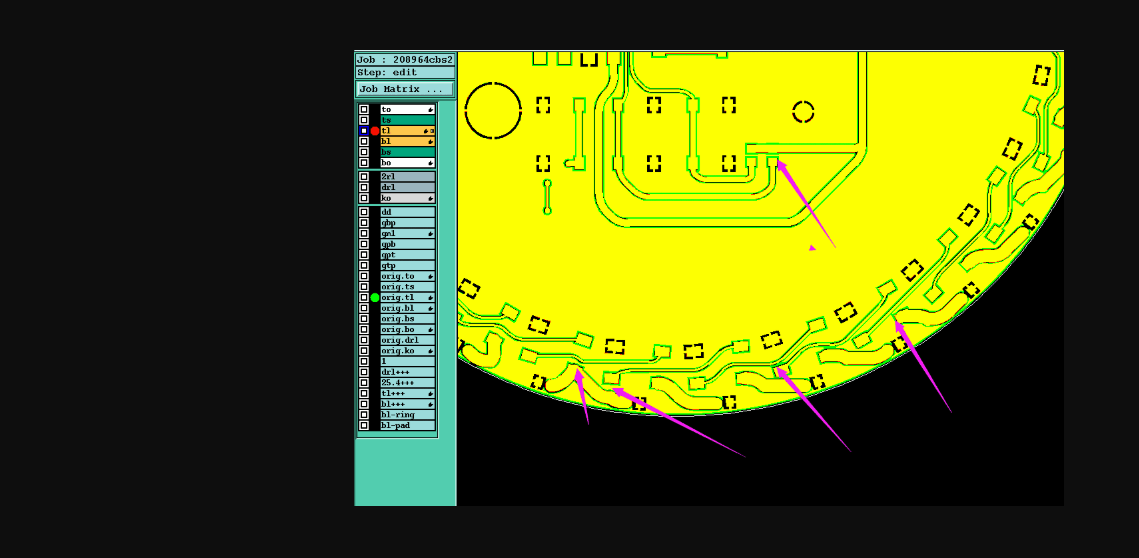 Job : 208964cbs2
Step: edit
Job Matrix ...
to
ts
tl
bl
bs
bo
2rl
drl
ko
dd
gbp
gml
gpb
gpt
gtp
orig.to
orig.ts
orig.tl
orig.bl
orig.bs
orig.bo
orig.drl
orig.ko
l
drl+++
25.4+++
tl+++
bl+++
bl-ring
bl-pad